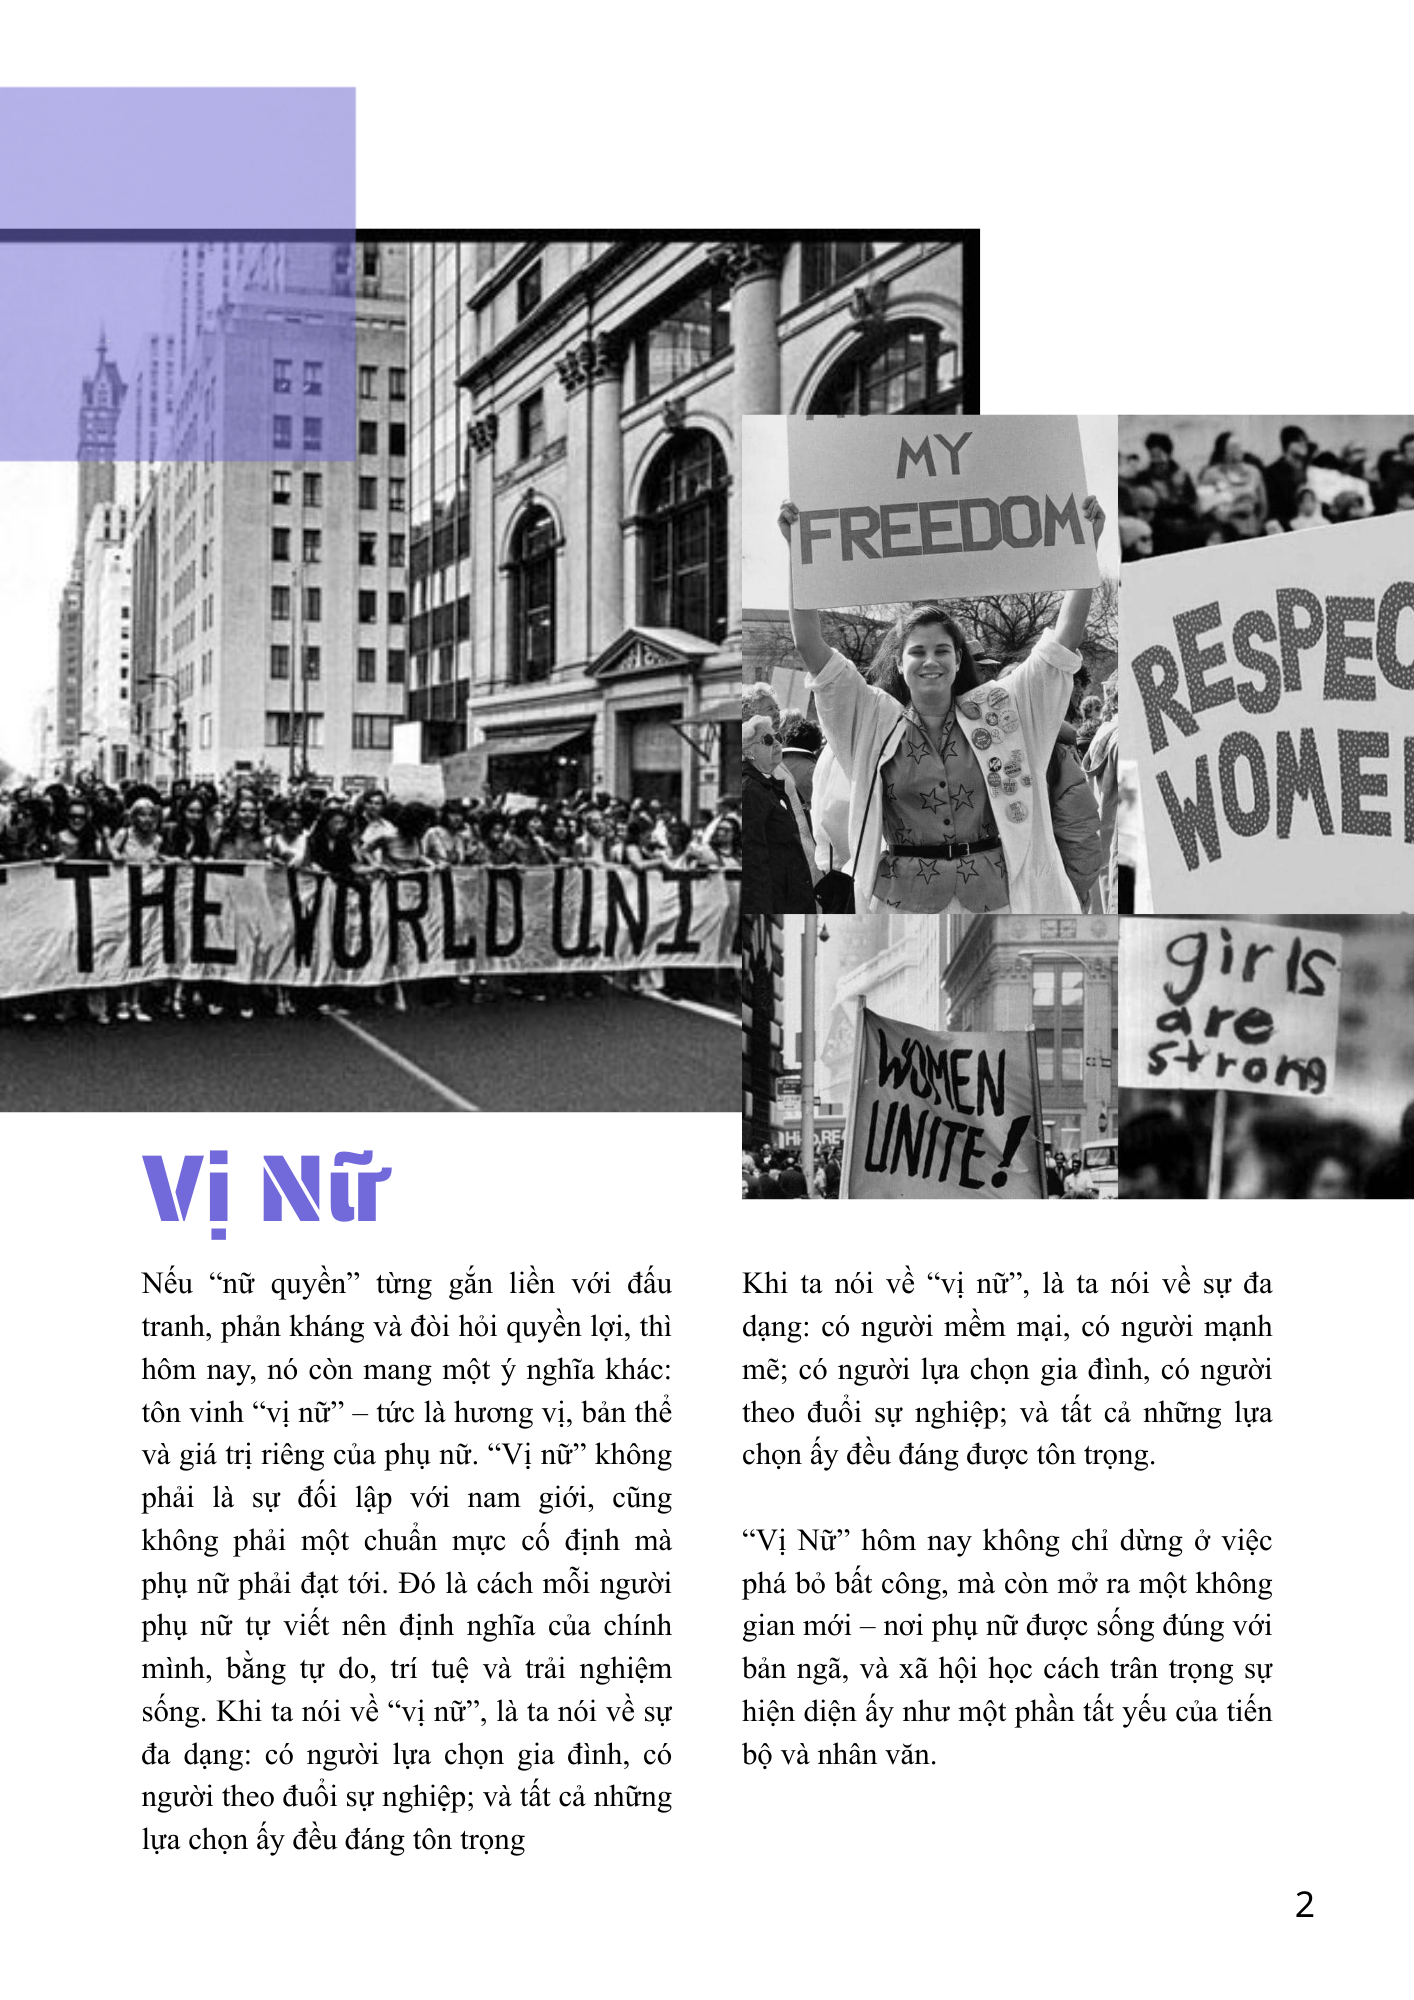 MY
FREEDOM
RESPEC
WOME
THE WORLD UNI
WOMEN
UNITE!
girls
are
strong
Vị Nữ
Nếu “nữ quyền” từng gắn liền với đấu
tranh, phản kháng và đòi hỏi quyền lợi, thì
hôm nay, nó còn mang một ý nghĩa khác:
tôn vinh “vị nữ” – tức là hương vị, bản thể
và giá trị riêng của phụ nữ. “Vị nữ” không
phải là sự đối lập với nam giới, cũng
không phải một chuẩn mực cố định mà
phụ nữ phải đạt tới. Đó là cách mỗi người
phụ nữ tự viết nên định nghĩa của chính
mình, bằng tự do, trí tuệ và trải nghiệm
sống. Khi ta nói về “vị nữ”, là ta nói về sự
đa dạng: có người lựa chọn gia đình, có
người theo đuổi sự nghiệp; và tất cả những
lựa chọn ấy đều đáng tôn trọng
Khi ta nói về “vị nữ”, là ta nói về sự đa
dạng: có người mềm mại, có người mạnh
mẽ; có người lựa chọn gia đình, có người
theo đuổi sự nghiệp; và tất cả những lựa
chọn ấy đều đáng được tôn trọng.
“Vị Nữ” hôm nay không chỉ dừng ở việc
phá bỏ bất công, mà còn mở ra một không
gian mới – nơi phụ nữ được sống đúng với
bản ngã, và xã hội học cách trân trọng sự
hiện diện ấy như một phần tất yếu của tiến
bộ và nhân văn.
2